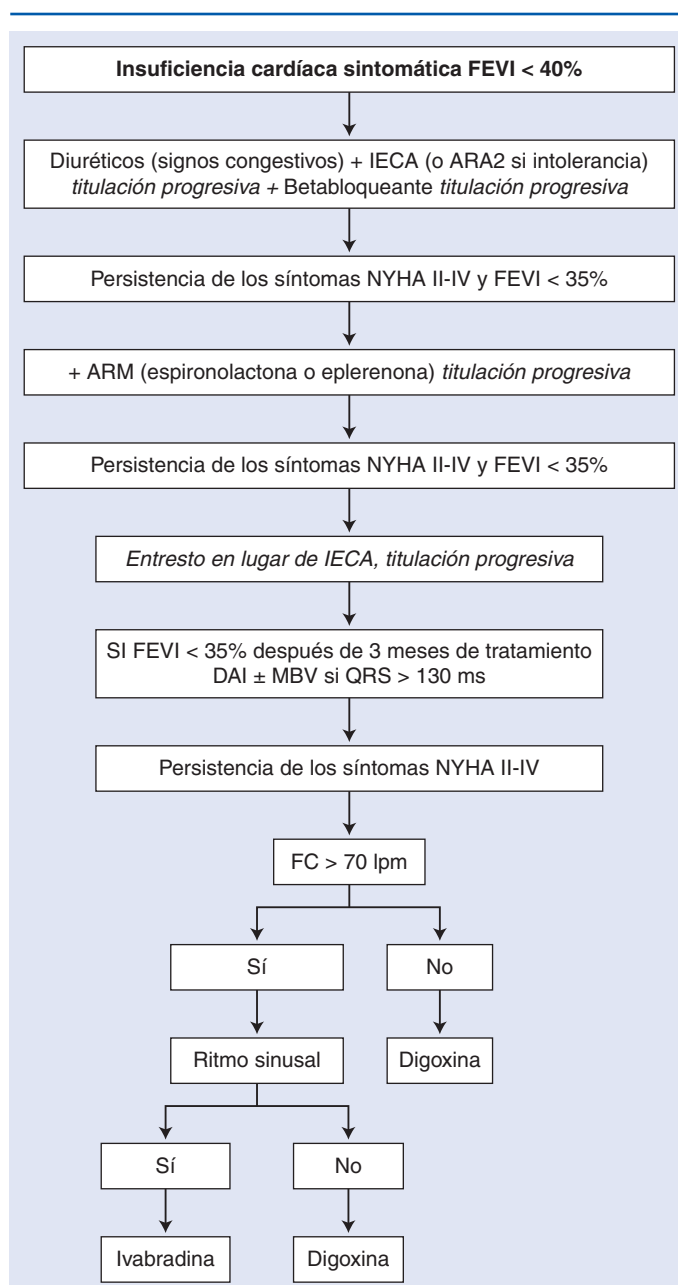 Insuficiencia cardíaca sintomática FEVI < 40%
Diuréticos (signos congestivos) + IECA (o ARA2 si intolerancia)
titulación progresiva + Betabloqueante titulación progresiva
Persistencia de los síntomas NYHA II-IV y FEVI < 35%
+ ARM (espironolactona o eplerenona) titulación progresiva
Persistencia de los síntomas NYHA II-IV y FEVI < 35%
Entresto en lugar de IECA, titulación progresiva
SI FEVI < 35% después de 3 meses de tratamiento
DAI ± MBV si QRS > 130 ms
Persistencia de los síntomas NYHA II-IV
FC > 70 lpm
Sí
No
Ritmo sinusal
Digoxina
Sí
No
Ivabradina
Digoxina